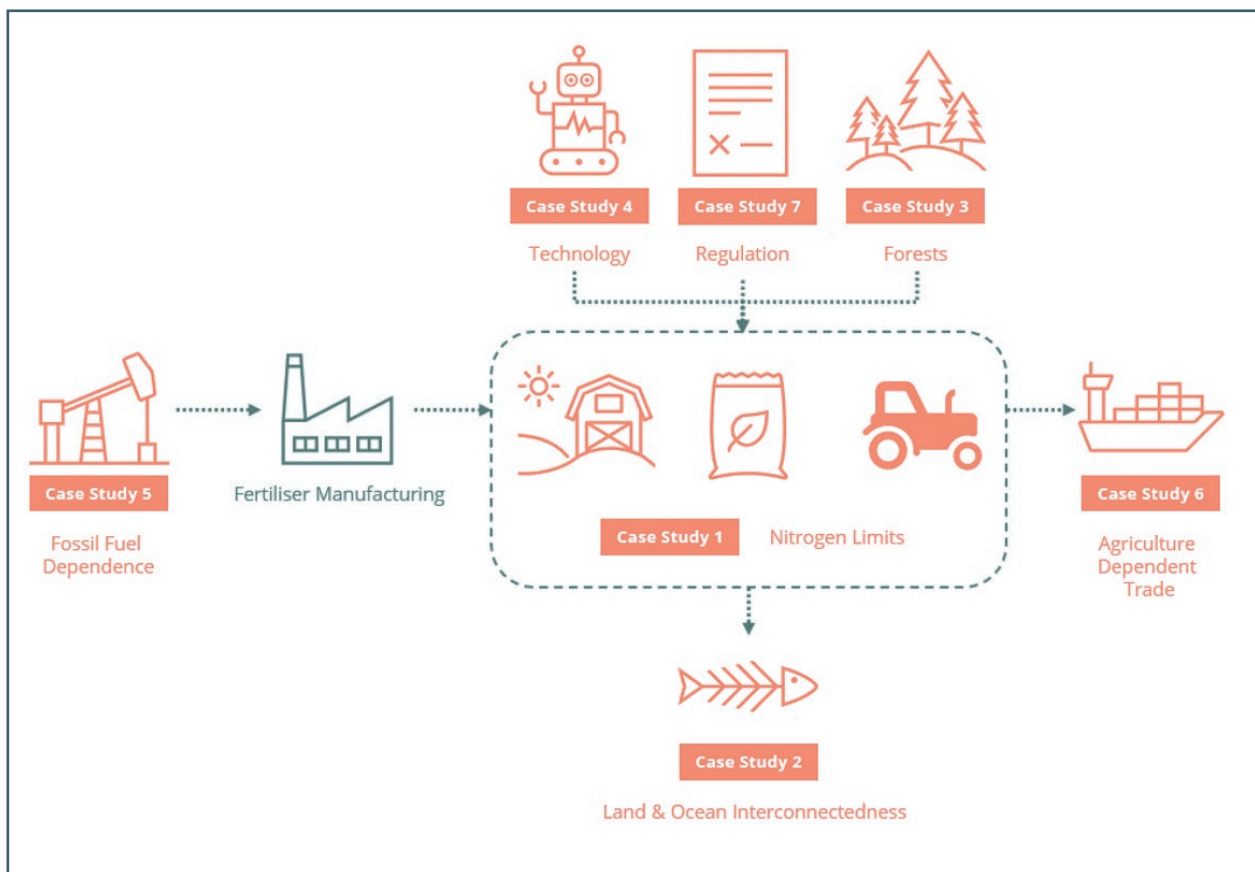 Case Study 4
Technology
Case Study 7
Regulation
Case Study 3
Forests
Case Study 5
Fossil Fuel
Dependence
Fertiliser Manufacturing
Case Study 1
Nitrogen Limits
Case Study 6
Agriculture
Dependent
Trade
Case Study 2
Land & Ocean Interconnectedness